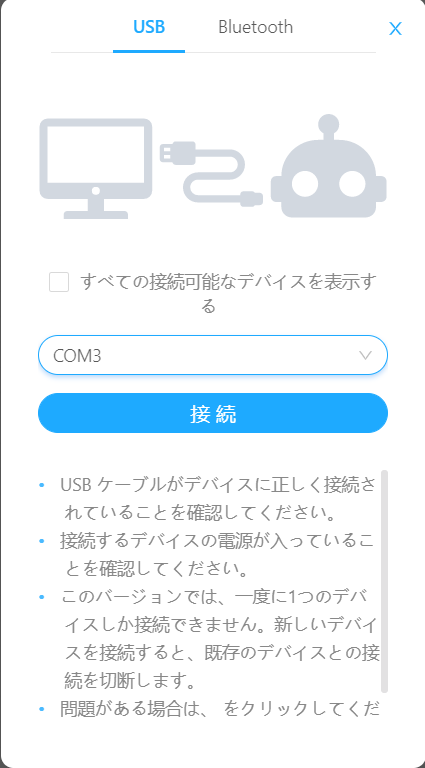 USB Bluetooth X
すべての接続可能なデバイスを表示す
る
COM3
接 続
• USB ケーブルがデバイスに正しく接続さ
れていることを確認してください。
• 接続するデバイスの電源が入っているこ
とを確認してください。
• このバージョンでは、一度に1つのデバ
イスしか接続できません。新しいデバイ
スを接続すると、既存のデバイスとの接
続を切断します。
• 問題がある場合は、 をクリックしてくだ